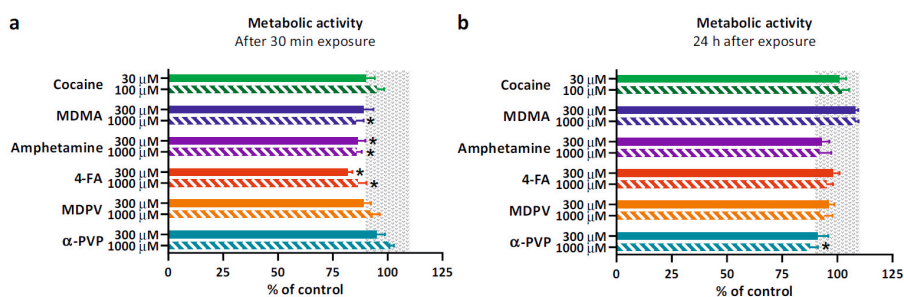 a
Metabolic activity
After 30 min exposure
Cocaine
30 µM
100 µM
MDMA
300 µM
1000 µM
*
Amphetamine
300 µM
*
1000 µM
*
4-FA
300 µM
*
1000 µM
*
MDPV
300 µM
1000 µM
α-PVP
300 µM
1000 µM
0 25 50 75 100 125
% of control
b
Metabolic activity
24 h after exposure
Cocaine
30 µM
100 µM
MDMA
300 µM
1000 µM
Amphetamine
300 µM
1000 µM
4-FA
300 µM
1000 µM
MDPV
300 µM
1000 µM
α-PVP
300 µM
1000 µM
*
0 25 50 75 100 125
% of control